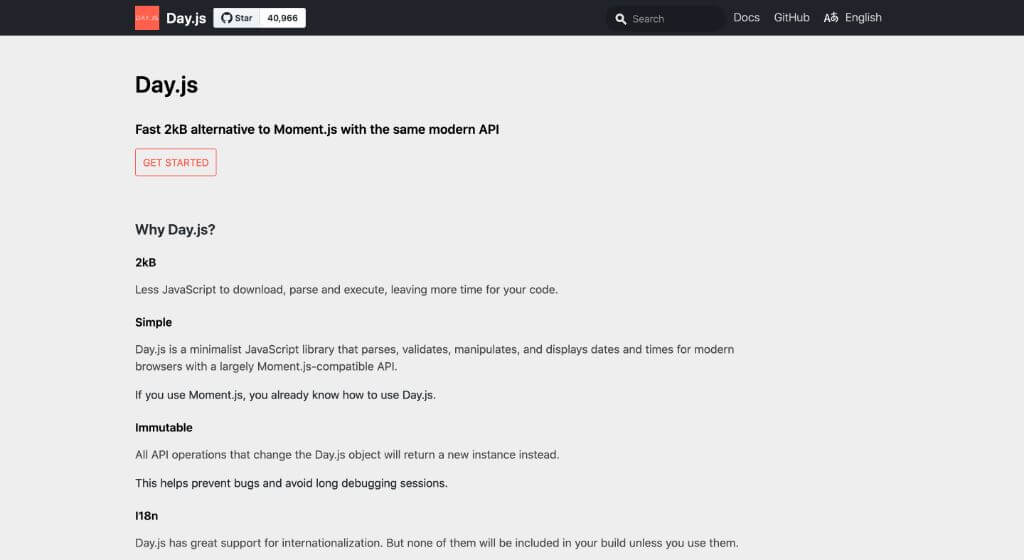 DAY.JS Day.js Star 40,966 Search Docs GitHub English
Day.js
Fast 2kB alternative to Moment.js with the same modern API
GET STARTED
Why Day.js?
2kB
Less JavaScript to download, parse and execute, leaving more time for your code.
Simple
Day.js is a minimalist JavaScript library that parses, validates, manipulates, and displays dates and times for modern
browsers with a largely Moment.js-compatible API.
If you use Moment.js, you already know how to use Day.js.
Immutable
All API operations that change the Day.js object will return a new instance instead.
This helps prevent bugs and avoid long debugging sessions.
I18n
Day.js has great support for internationalization. But none of them will be included in your build unless you use them.